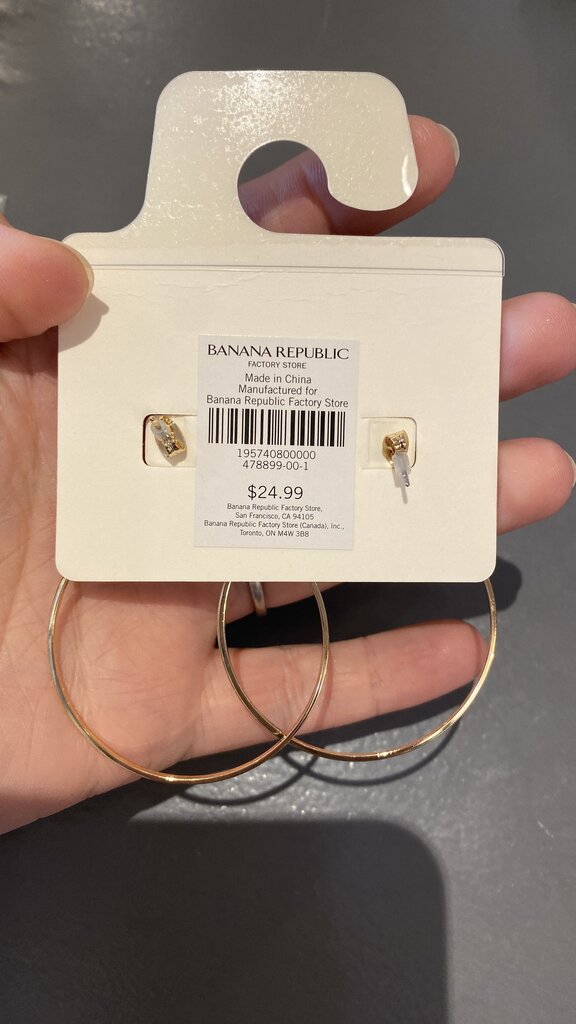 BANANA REPUBLIC
FACTORY STORE
Made in China
Manufactured for
Banana Republic Factory Store
195740800000
478899-00-1
$24.99
Banana Republic Factory Store,
San Francisco, CA 94105
Banana Republic Factory Store (Canada), Inc.,
Toronto, ON M4W 3B8